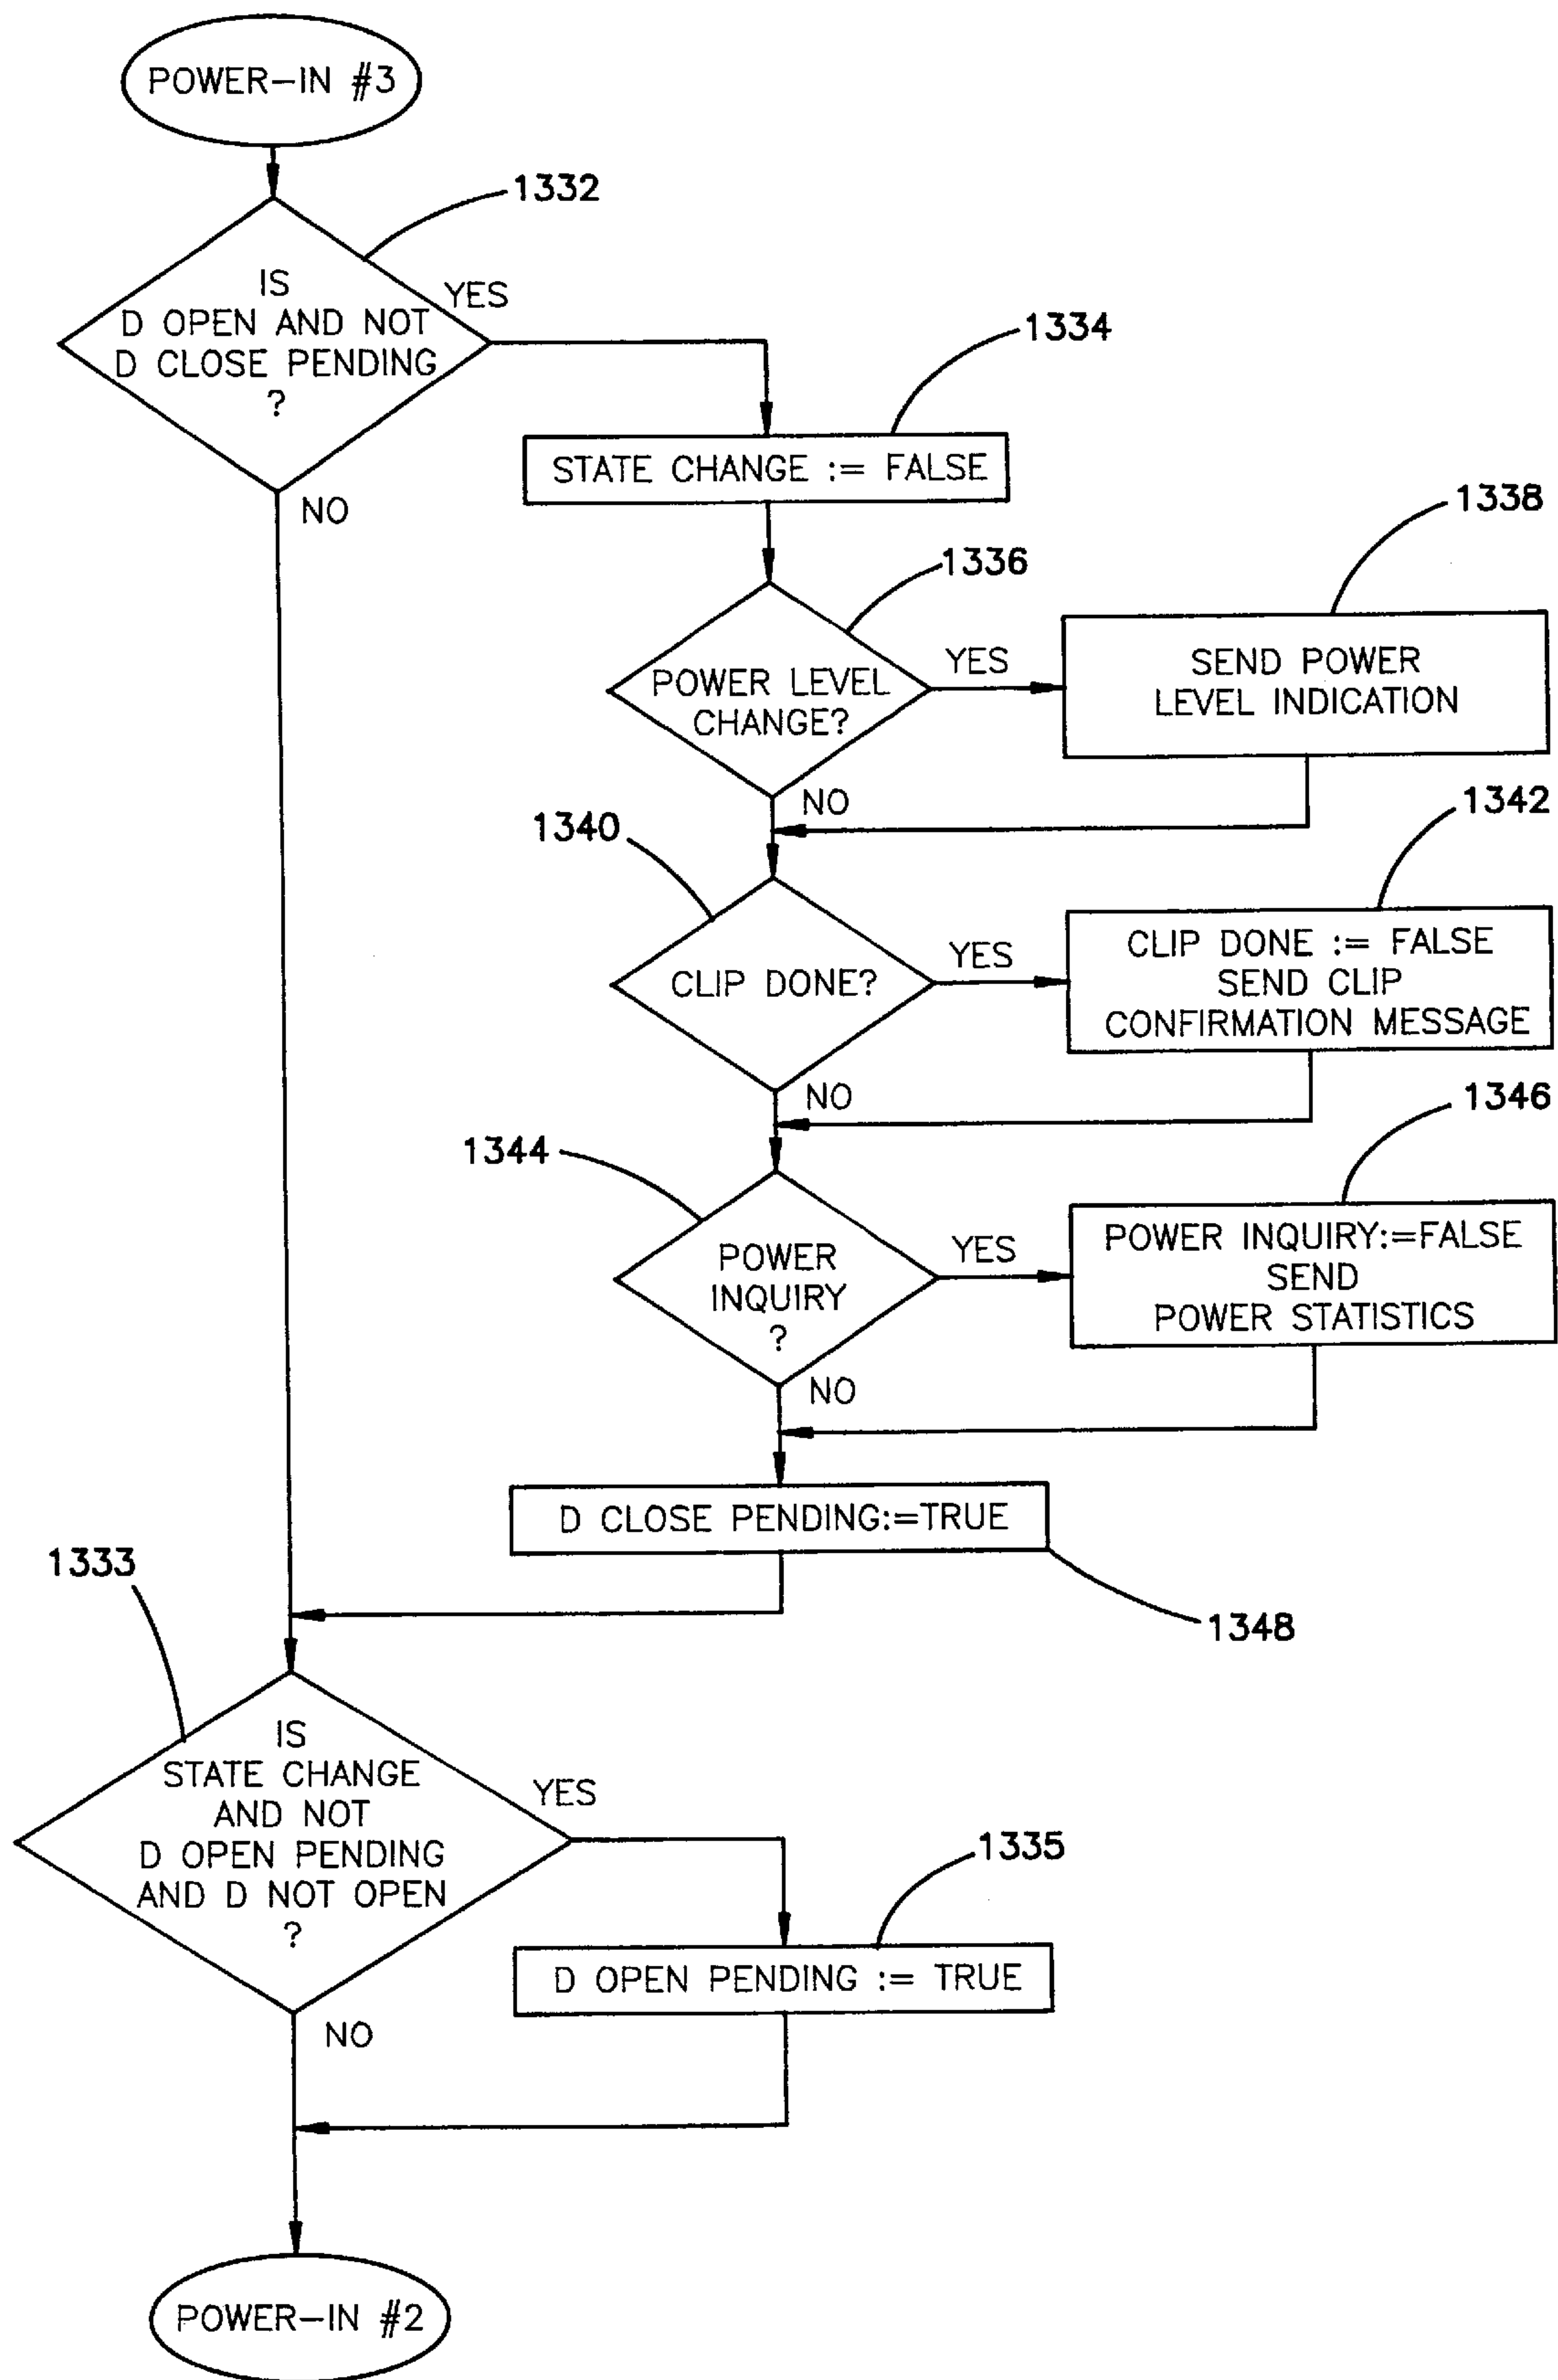 POWER-IN #3
1332
IS
D OPEN AND NOT
D CLOSE PENDING
?
YES
NO
1334
STATE CHANGE := FALSE
1336
POWER LEVEL
CHANGE?
YES
NO
1338
SEND POWER
LEVEL INDICATION
1340
CLIP DONE?
YES
NO
1342
CLIP DONE := FALSE
SEND CLIP
CONFIRMATION MESSAGE
1344
POWER
INQUIRY
?
YES
NO
1346
POWER INQUIRY:=FALSE
SEND
POWER STATISTICS
D CLOSE PENDING:=TRUE
1348
1333
IS
STATE CHANGE
AND NOT
D OPEN PENDING
AND D NOT OPEN
?
YES
NO
1335
D OPEN PENDING := TRUE
POWER-IN #2